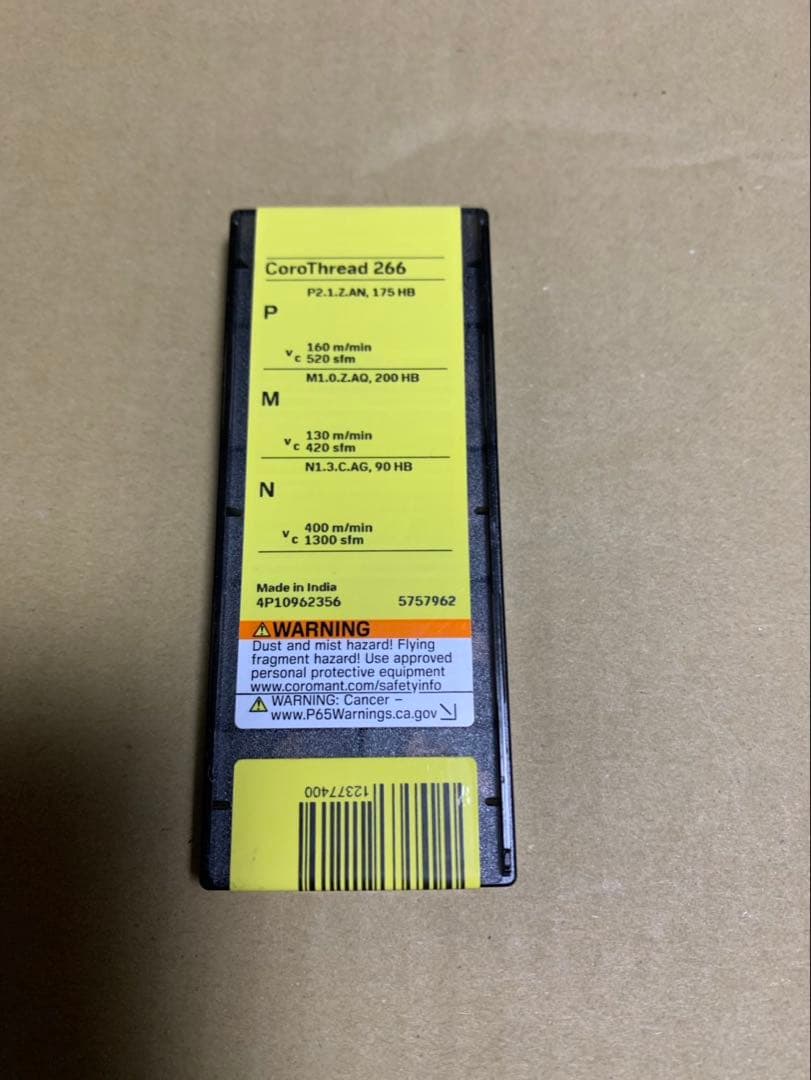 CoroThread 266
P2.1.Z.AN, 175 HB
P
vc 160 m/min
520 sfm
M1.0.Z.AQ, 200 HB
M
vc 130 m/min
420 sfm
N1.3.C.AG, 90 HB
N
vc 400 m/min
1300 sfm
Made in India
4P10962356 5757962
WARNING
Dust and mist hazard! Flying
fragment hazard! Use approved
personal protective equipment
www.coromant.com/safetyinfo
WARNING: Cancer –
www.P65Warnings.ca.gov
12377400